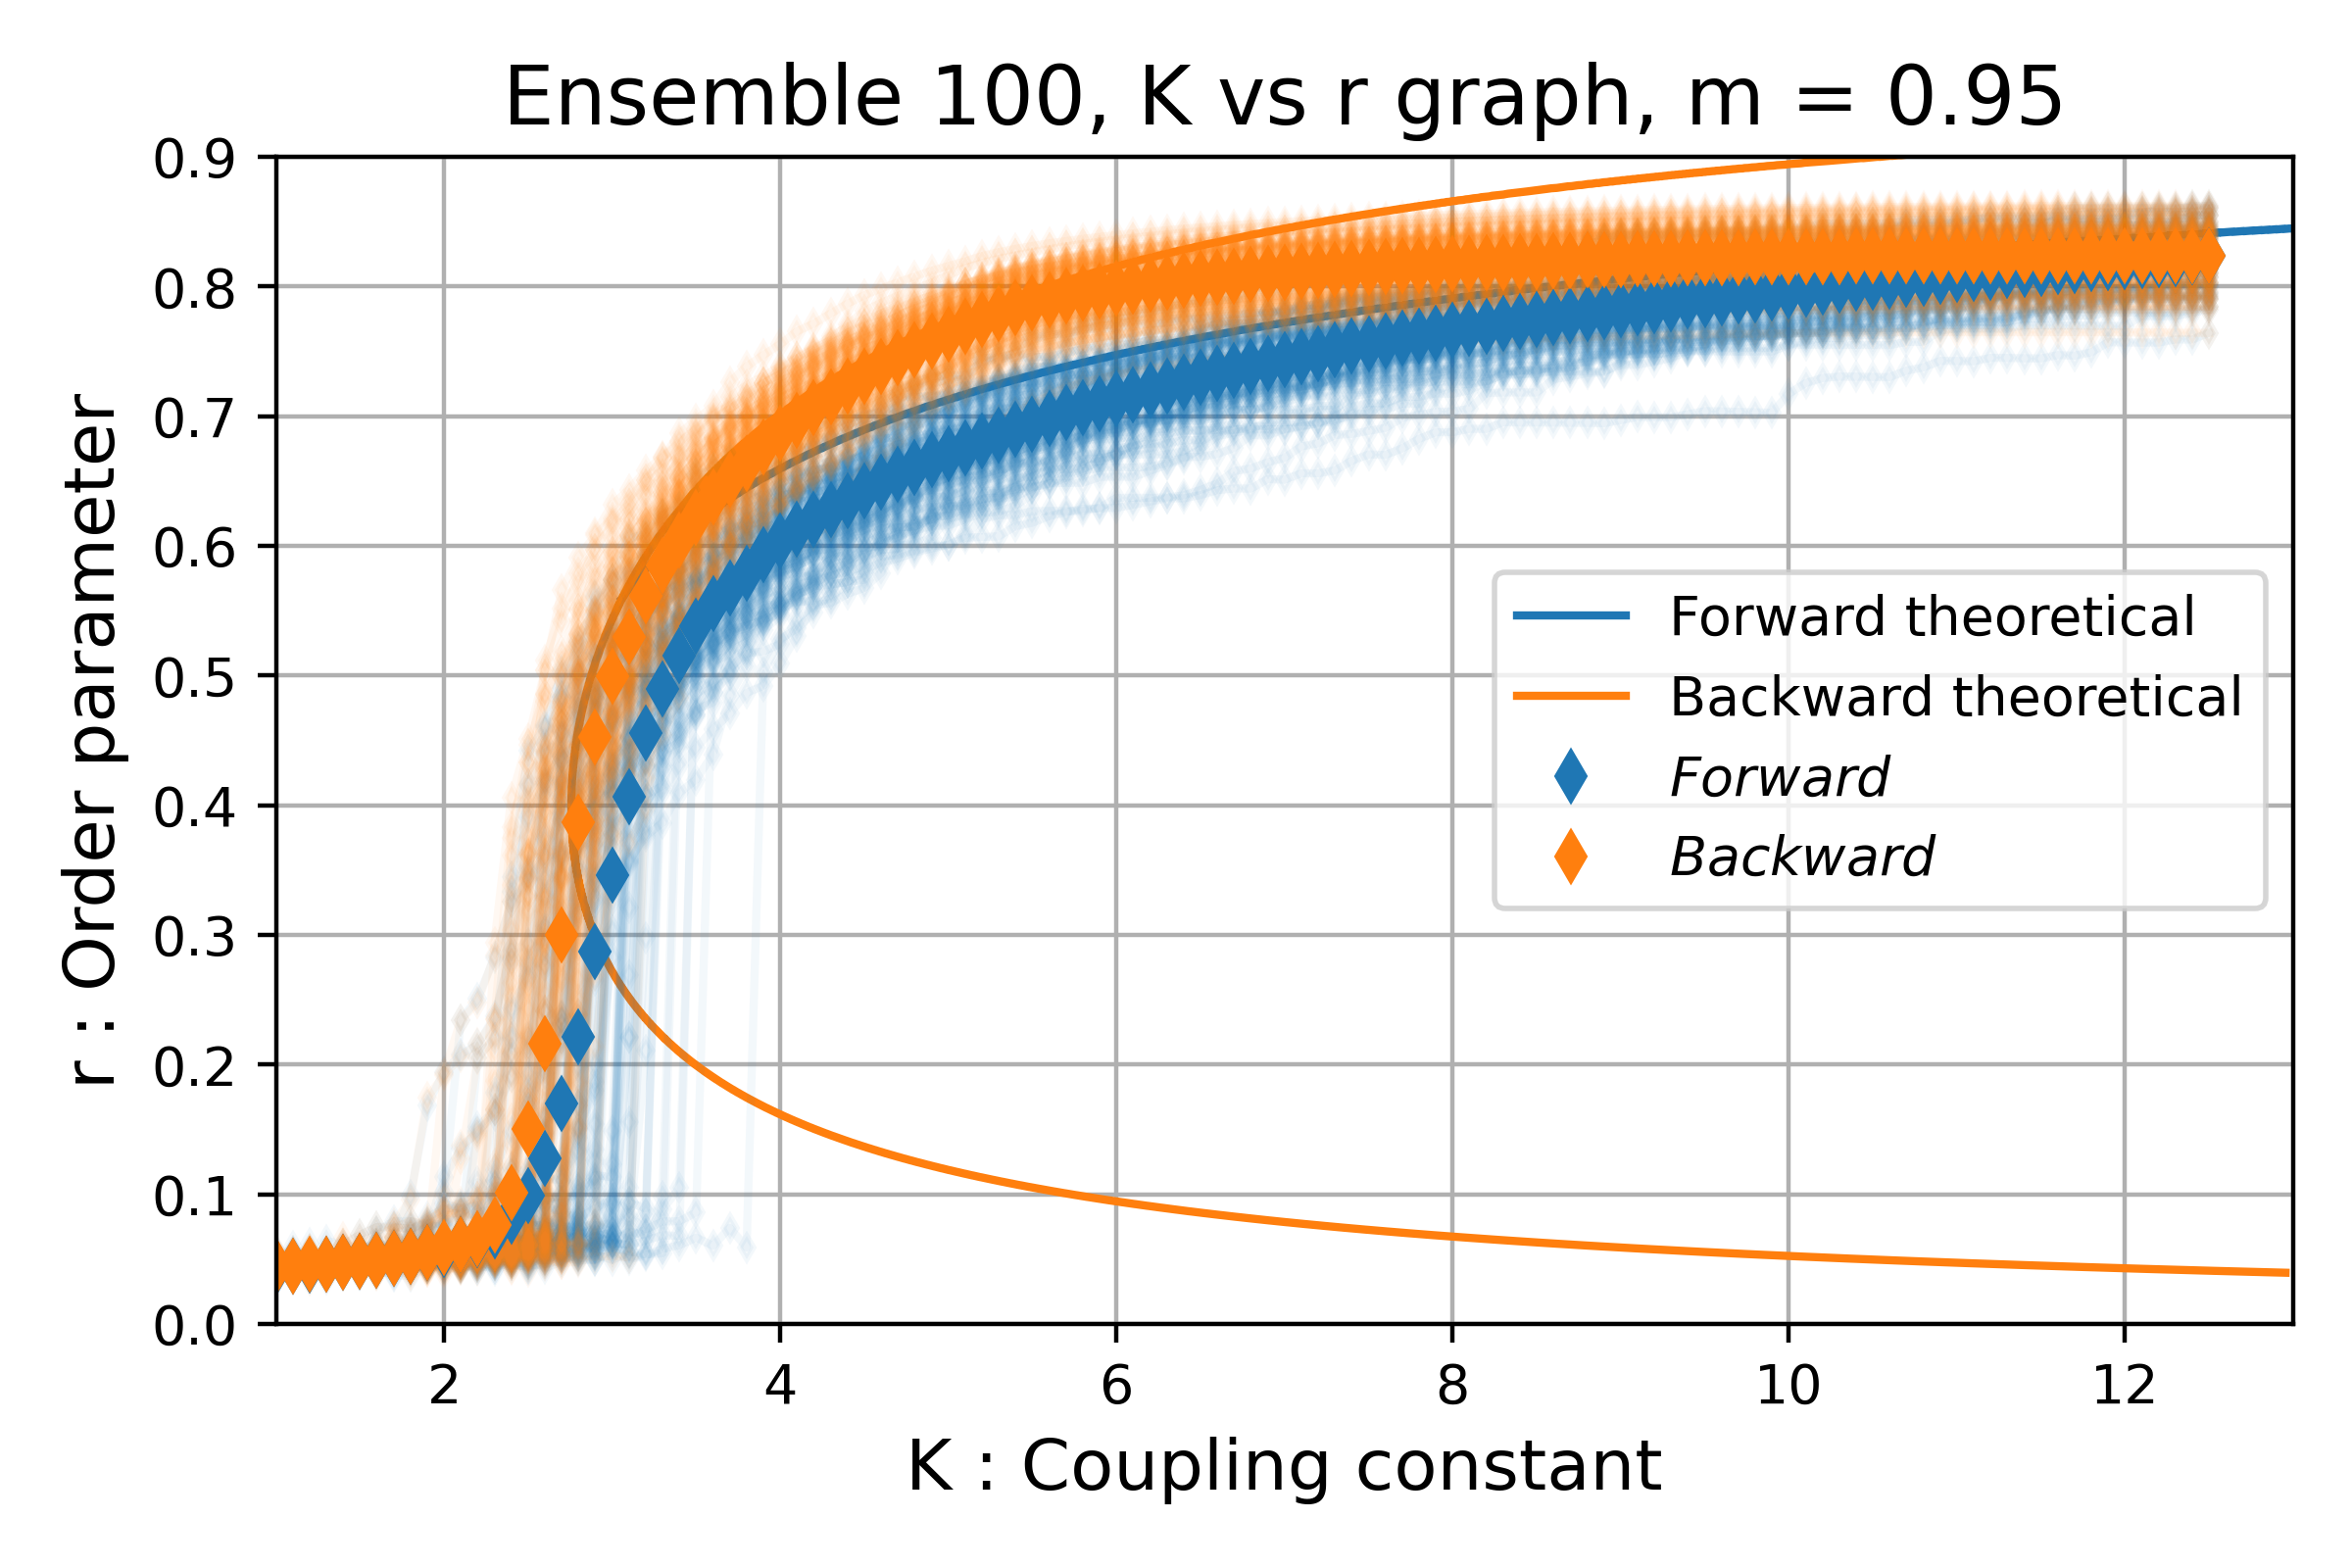 Ensemble 100, K vs r graph, m = 0.95
0.9
0.8
0.7
0.6
0.5
0.4
0.3
0.2
0.1
0.0
r : Order parameter
Forward theoretical
Backward theoretical
Forward
Backward
2 4 6 8 10 12
K : Coupling constant